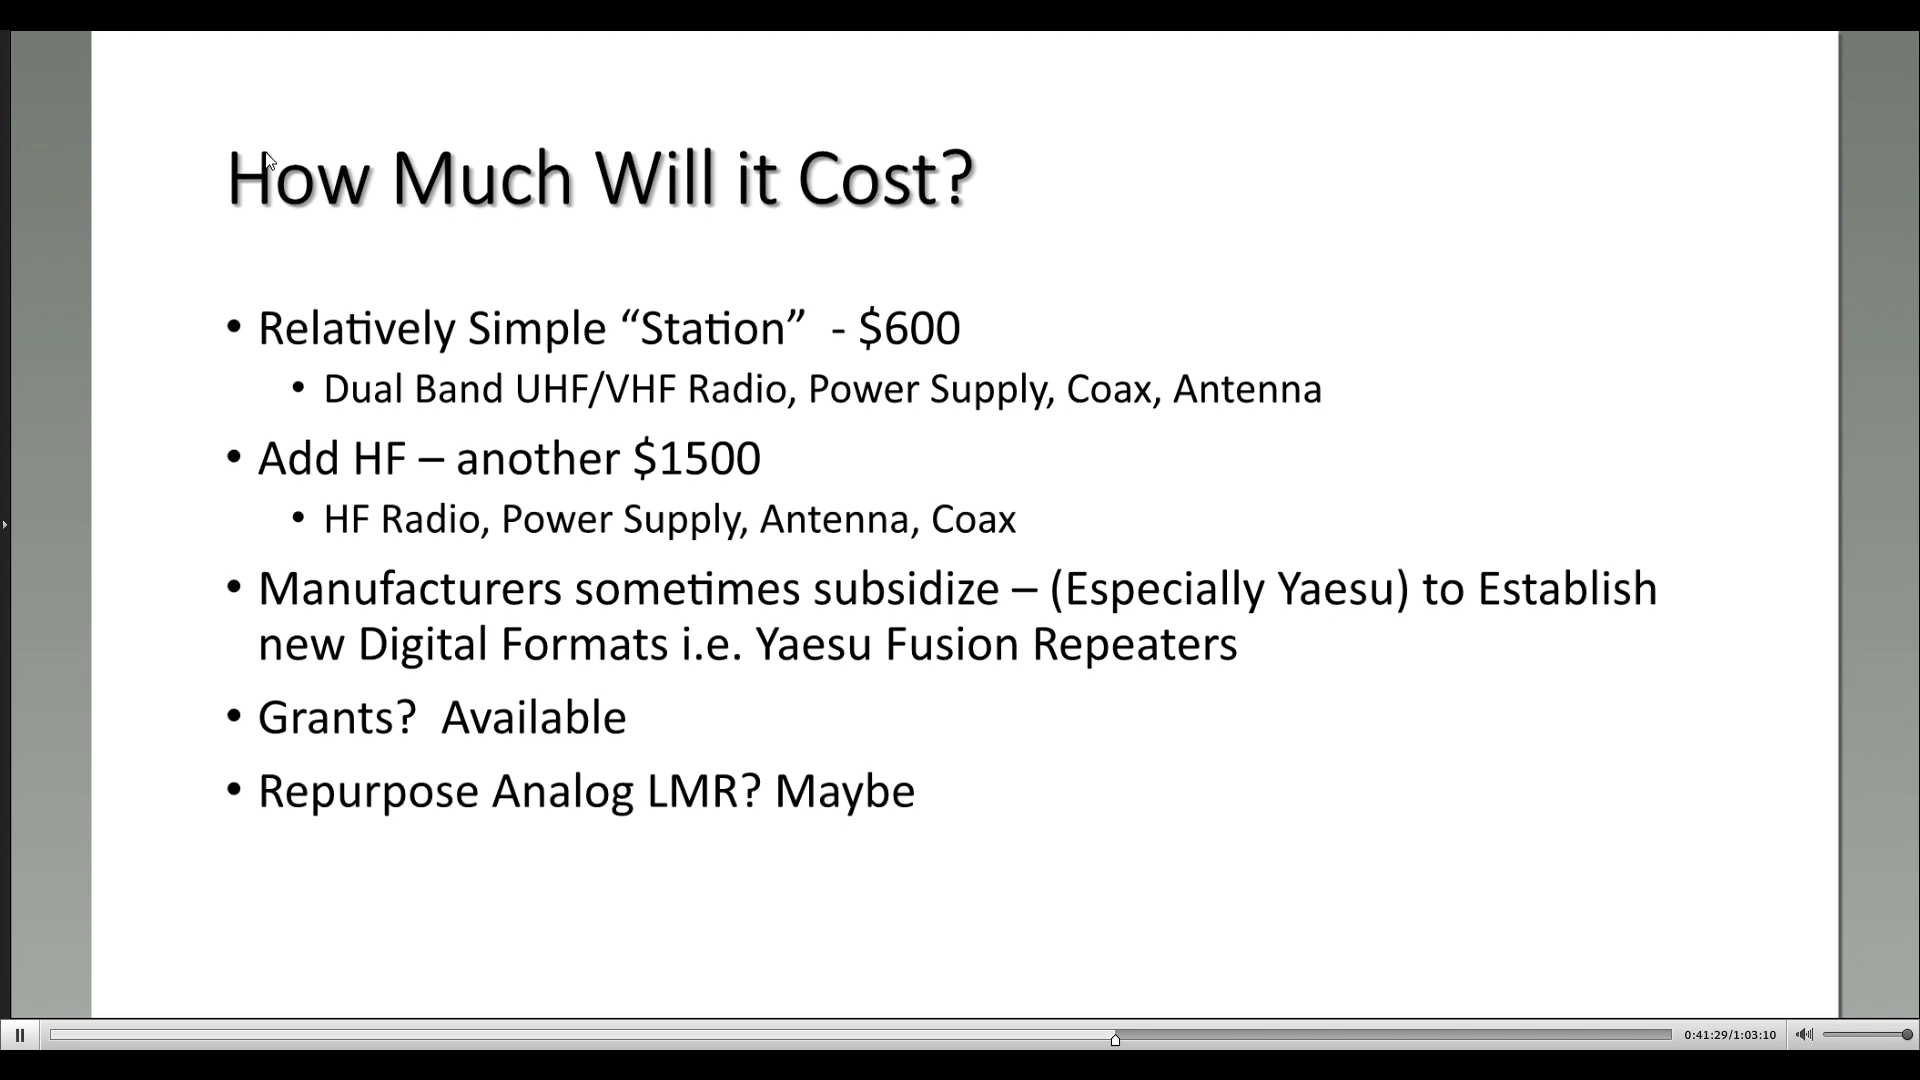 How Much Will it Cost?
• Relatively Simple “Station”  - $600
• Dual Band UHF/VHF Radio, Power Supply, Coax, Antenna
• Add HF – another $1500
• HF Radio, Power Supply, Antenna, Coax
• Manufacturers sometimes subsidize – (Especially Yaesu) to Establish
new Digital Formats i.e. Yaesu Fusion Repeaters
• Grants?  Available
• Repurpose Analog LMR? Maybe
0:41:29/1:03:10